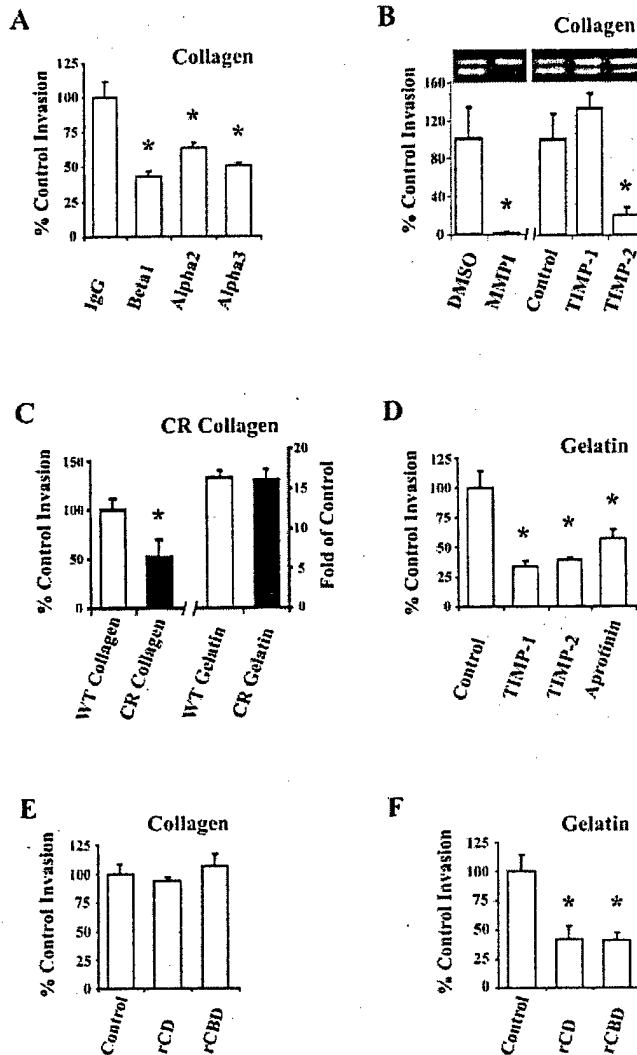 A
Collagen
% Control Invasion
125
100
75
50
25
0
IgG
Beta1
Alpha2
Alpha3
*
*
*
B
Collagen
% Control Invasion
160
120
80
40
0
DMSO
MMPI
Control
TIMP-1
TIMP-2
*
*
C
CR Collagen
% Control Invasion
150
100
50
0
20
15
10
5
0
Fold of Control
WT Collagen
CR Collagen
WT Gelatin
CR Gelatin
*
D
Gelatin
% Control Invasion
125
100
75
50
25
0
Control
TIMP-1
TIMP-2
Aprotinin
*
*
*
E
Collagen
% Control Invasion
125
100
75
50
25
0
Control
rCD
rCBD
F
Gelatin
% Control Invasion
125
100
75
50
25
0
Control
rCD
rCBD
*
*